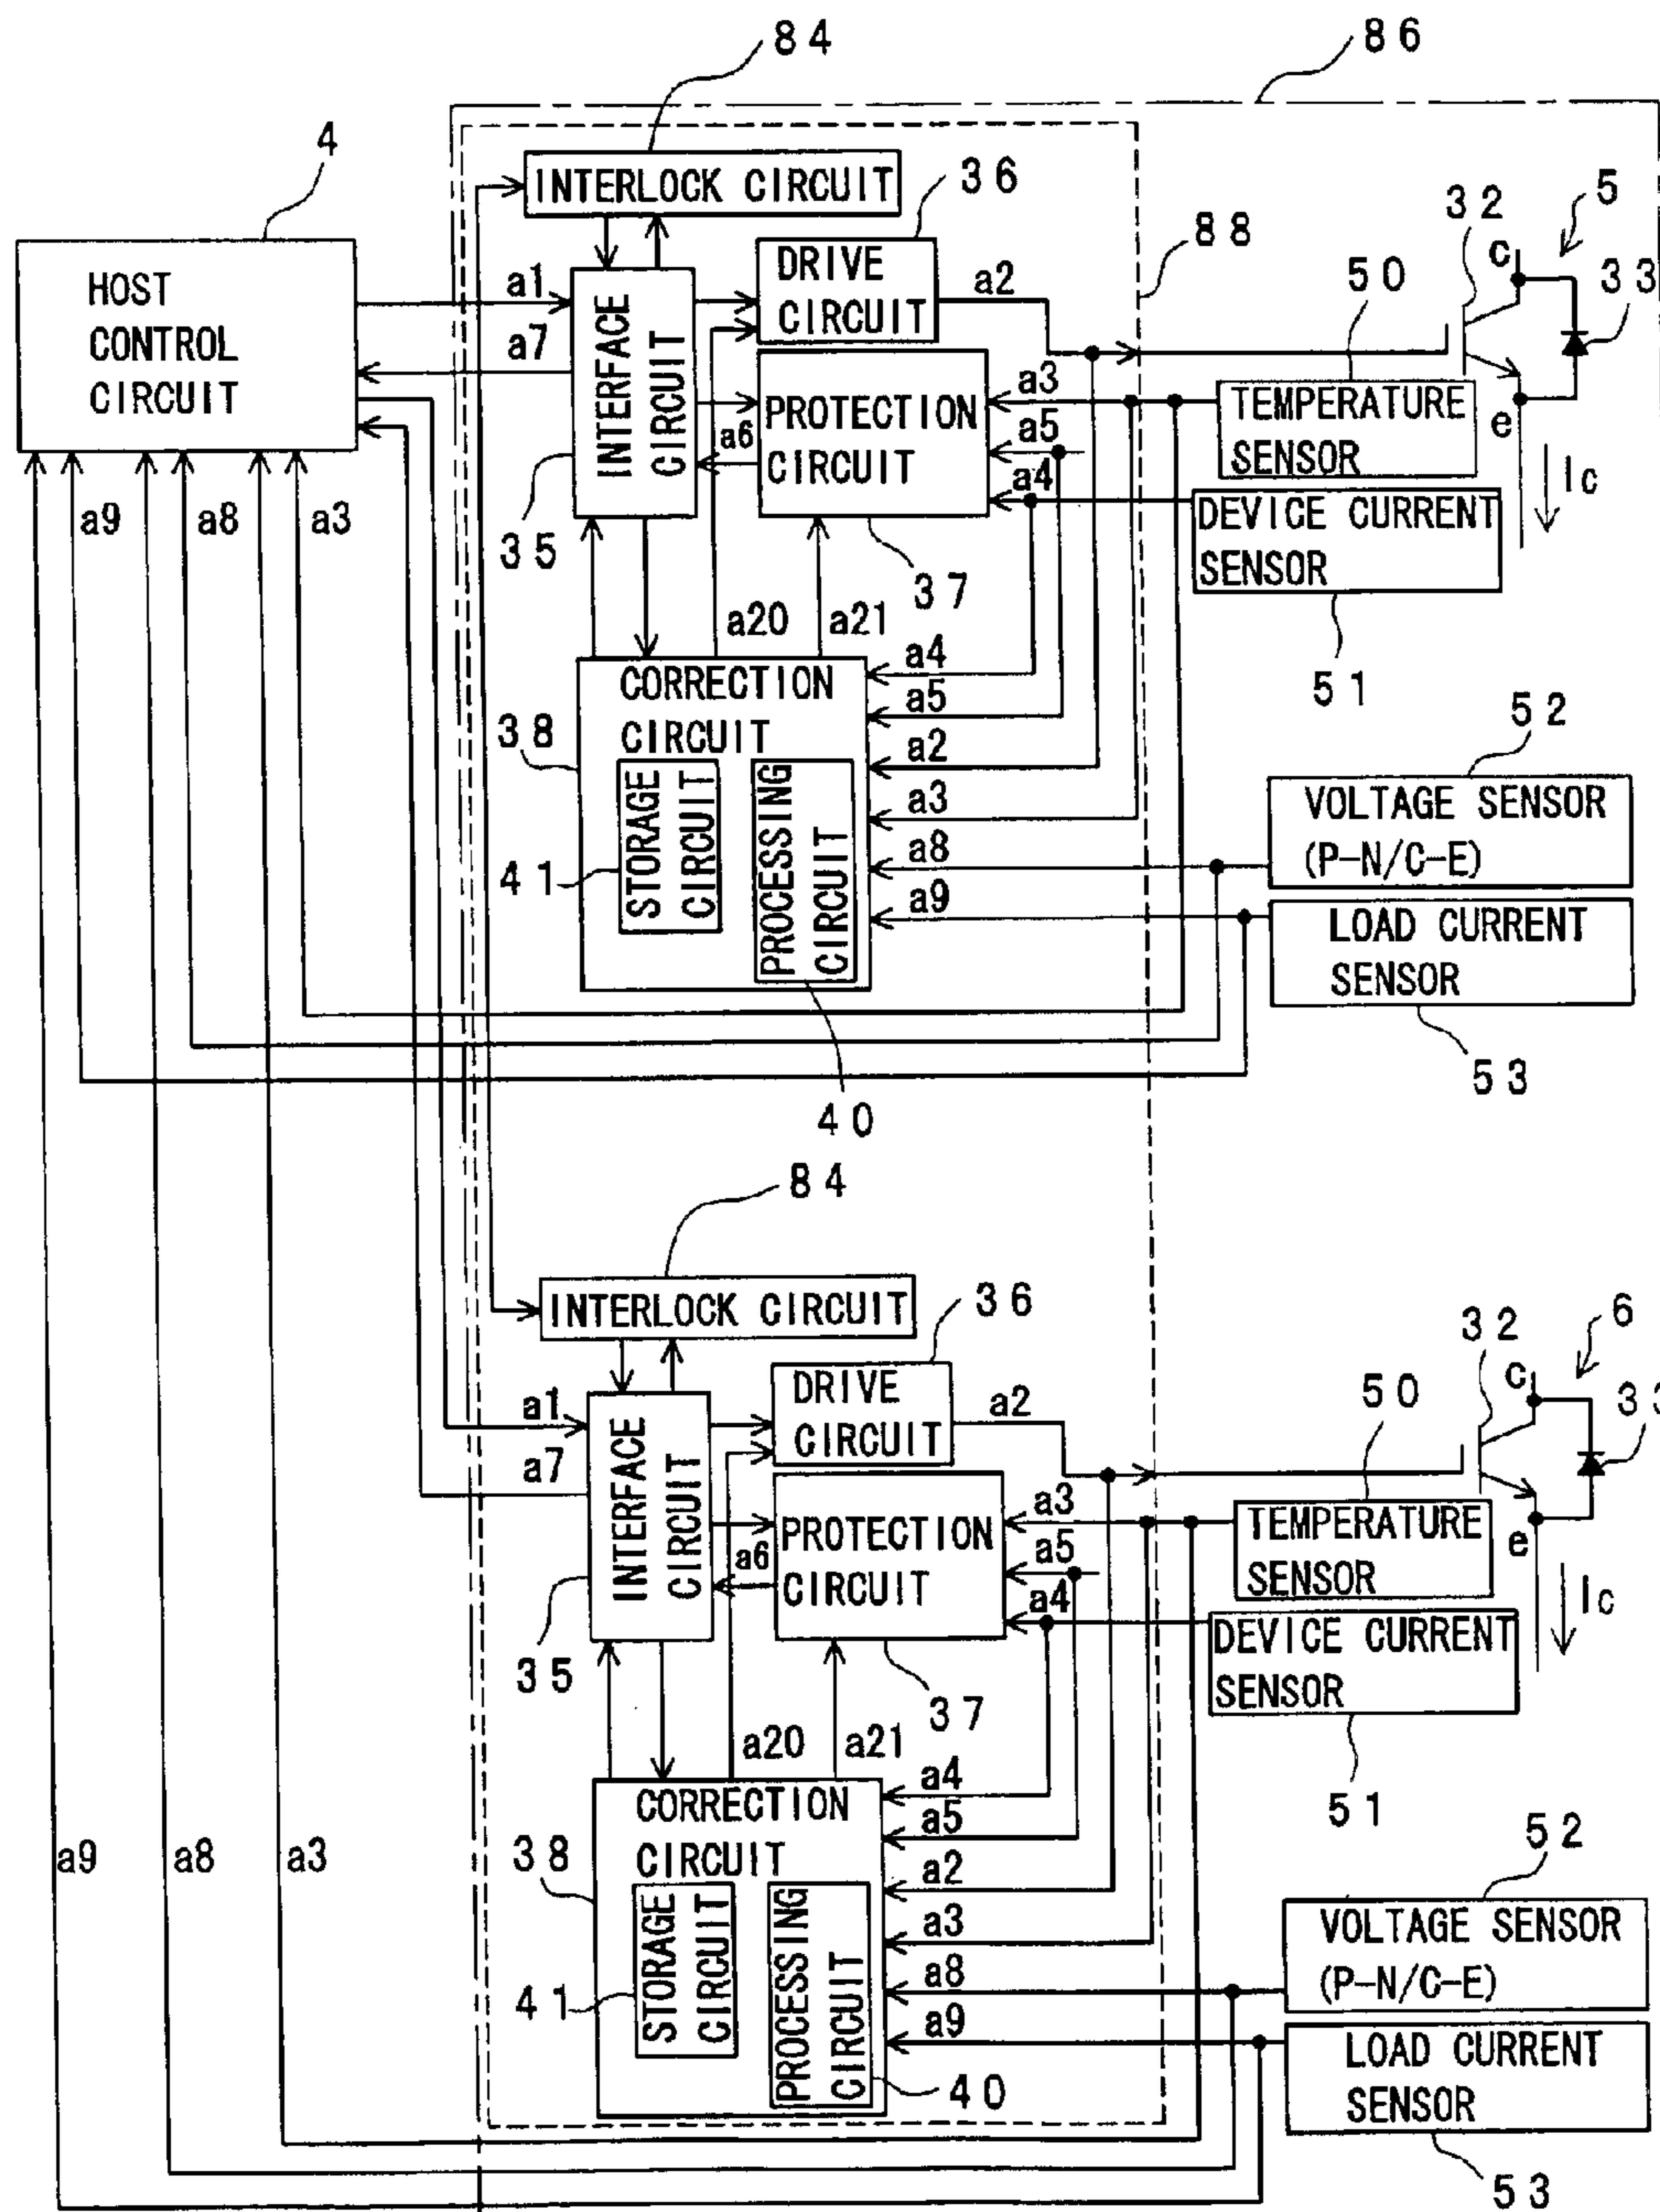 84
86
4
INTERLOCK CIRCUIT
36
32
5
88
HOST
CONTROL
CIRCUIT
a1
a7
INTERFACE
CIRCUIT
DRIVE
CIRCUIT
a2
50
c
33
a3
TEMPERATURE
SENSOR
e
PROTECTION
CIRCUIT
a6
a5
a4
Ic
a9
a8
a3
35
37
DEVICE CURRENT
SENSOR
51
a20
a21
CORRECTION
CIRCUIT
38
a4
a5
a2
a3
a8
a9
STORAGE
CIRCUIT
41
PROCESSING
CIRCUIT
40
52
VOLTAGE SENSOR
(P-N/C-E)
LOAD CURRENT
SENSOR
53
84
INTERLOCK CIRCUIT
36
32
6
a1
a7
INTERFACE
CIRCUIT
DRIVE
CIRCUIT
a2
50
c
33
a3
TEMPERATURE
SENSOR
e
PROTECTION
CIRCUIT
a6
a5
a4
Ic
35
37
DEVICE CURRENT
SENSOR
51
a20
a21
CORRECTION
CIRCUIT
38
a4
a5
a2
a3
a8
a9
a9
a8
a3
STORAGE
CIRCUIT
41
PROCESSING
CIRCUIT
40
52
VOLTAGE SENSOR
(P-N/C-E)
LOAD CURRENT
SENSOR
53